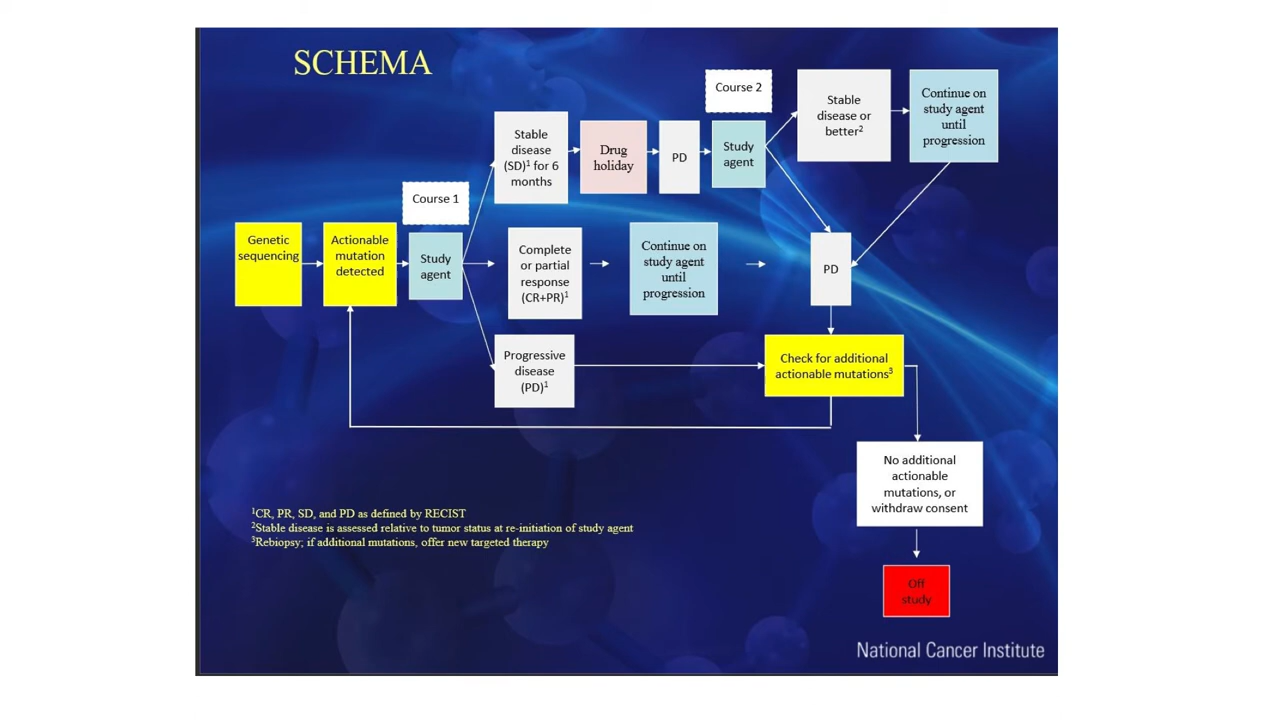 SCHEMA
Course 2
Stable
disease or
better²
Continue on
study agent
until
progression
Stable
disease
(SD)¹ for 6
months
Drug
holiday
PD
Study
agent
Course 1
Genetic
sequencing
Actionable
mutation
detected
Study
agent
Complete
or partial
response
(CR+PR)¹
Continue on
study agent
until
progression
PD
Progressive
disease
(PD)¹
Check for additional
actionable mutations³
No additional
actionable
mutations, or
withdraw consent
¹CR, PR, SD, and PD as defined by RECIST
²Stable disease is assessed relative to tumor status at re-initiation of study agent
³Rebiopsy; if additional mutations, offer new targeted therapy
Off
study
National Cancer Institute